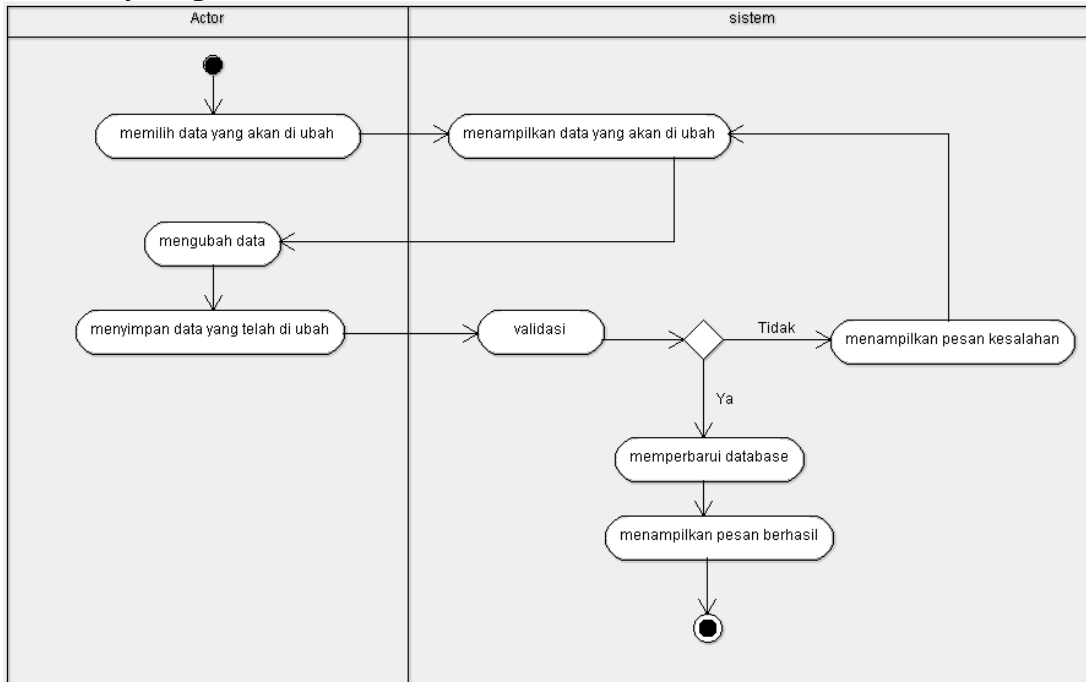 Actor
sistem
memilih data yang akan di ubah
menampilkan data yang akan di ubah
mengubah data
menyimpan data yang telah di ubah
validasi
Tidak
menampilkan pesan kesalahan
Ya
memperbarui database
menampilkan pesan berhasil